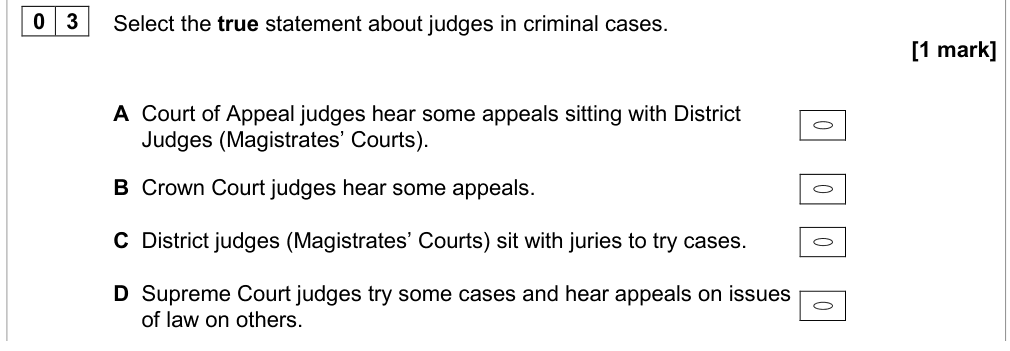 0 3 Select the true statement about judges in criminal cases.
[1 mark]
A Court of Appeal judges hear some appeals sitting with District
Judges (Magistrates’ Courts).
B Crown Court judges hear some appeals.
C District judges (Magistrates’ Courts) sit with juries to try cases.
D Supreme Court judges try some cases and hear appeals on issues
of law on others.